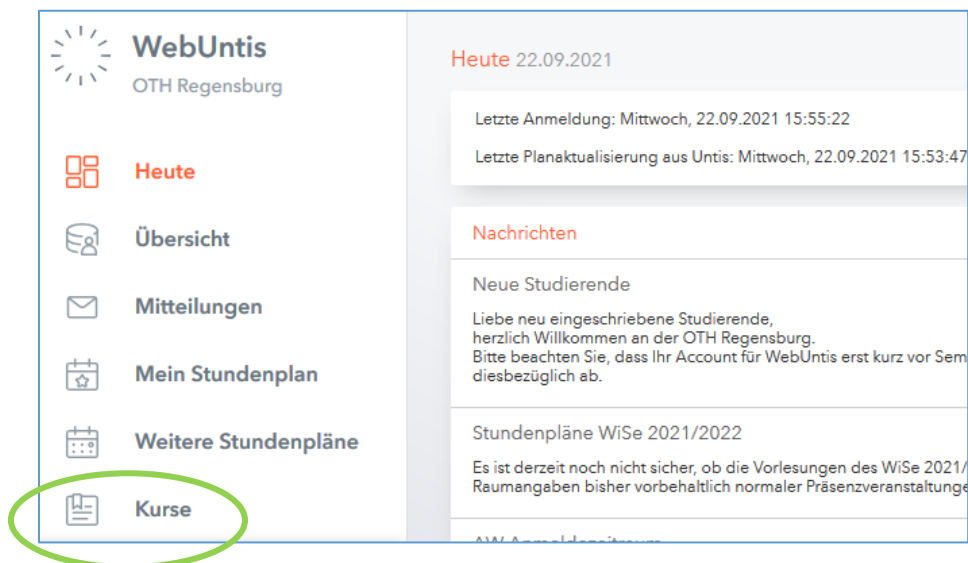 WebUntis
OTH Regensburg
Heute
Übersicht
Mitteilungen
Mein Stundenplan
Weitere Stundenpläne
Kurse
Heute 22.09.2021
Letzte Anmeldung: Mittwoch, 22.09.2021 15:55:22
Letzte Planaktualisierung aus Untis: Mittwoch, 22.09.2021 15:53:47
Nachrichten
Neue Studierende
Liebe neu eingeschriebene Studierende,
herzlich Willkommen an der OTH Regensburg.
Bitte beachten Sie, dass Ihr Account für WebUntis erst kurz vor Sem
diesbezüglich ab.
Stundenpläne WiSe 2021/2022
Es ist derzeit noch nicht sicher, ob die Vorlesungen des WiSe 2021/
Raumangaben bisher vorbehaltlich normaler Präsenzveranstaltunge
AW Anmeldezeitraum